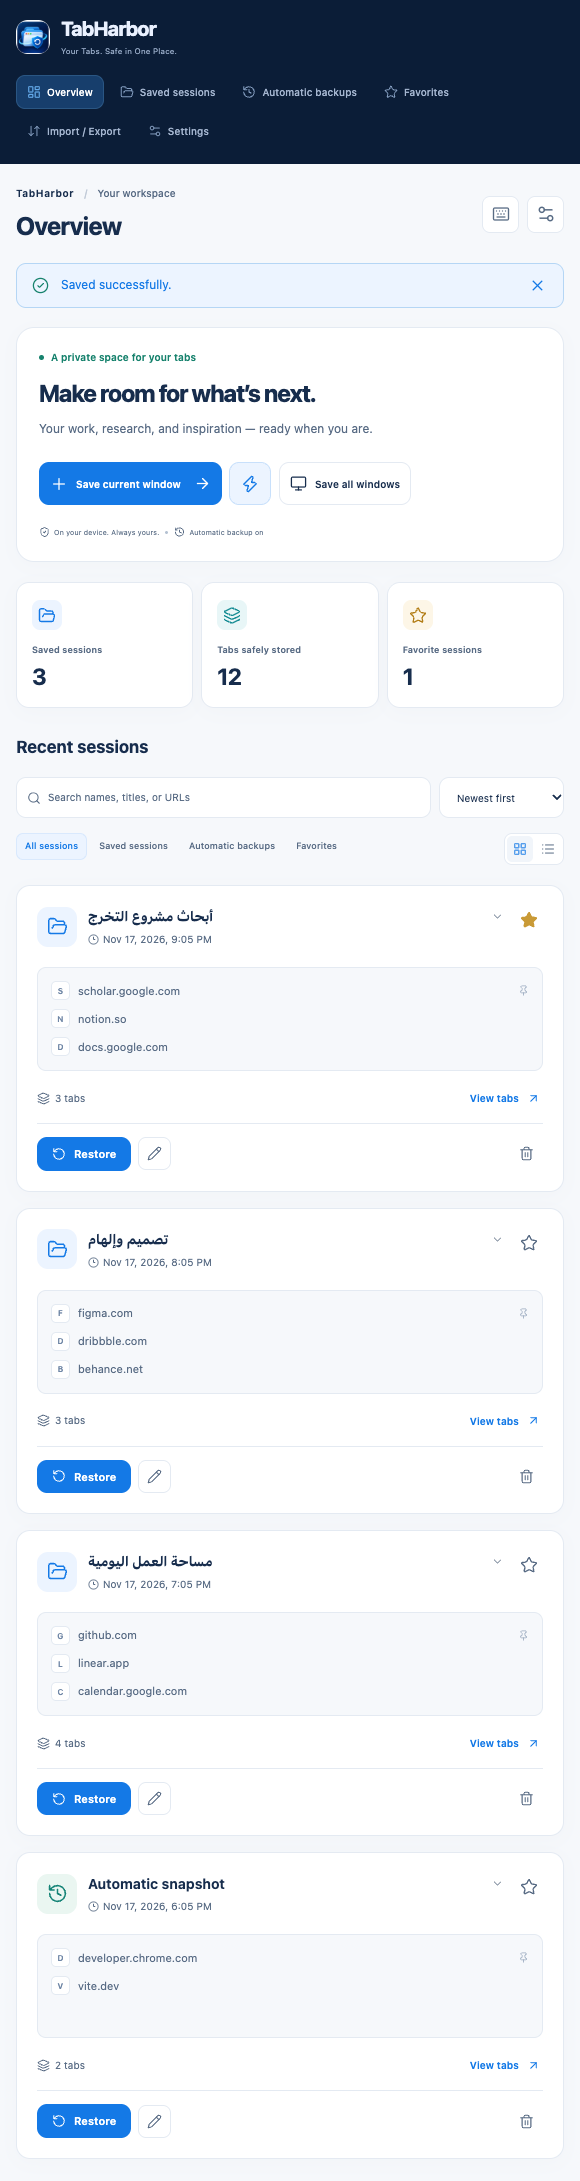 TabHarbor
Your Tabs. Safe in One Place.
Overview
Saved sessions
Automatic backups
Favorites
Import / Export
Settings
TabHarbor / Your workspace
Overview
Saved successfully.
A private space for your tabs
Make room for what's next.
Your work, research, and inspiration — ready when you are.
Save current window
Save all windows
On your device. Always yours. • Automatic backup on
Saved sessions
3
Tabs safely stored
12
Favorite sessions
1
Recent sessions
Search names, titles, or URLs
Newest first
All sessions
Saved sessions
Automatic backups
Favorites
أبحاث مشروع التخرج
Nov 17, 2026, 9:05 PM
S scholar.google.com
N notion.so
D docs.google.com
3 tabs
View tabs
Restore
تصميم وإلهام
Nov 17, 2026, 8:05 PM
F figma.com
D dribbble.com
B behance.net
3 tabs
View tabs
Restore
مساحة العمل اليومية
Nov 17, 2026, 7:05 PM
G github.com
L linear.app
C calendar.google.com
4 tabs
View tabs
Restore
Automatic snapshot
Nov 17, 2026, 6:05 PM
D developer.chrome.com
V vite.dev
2 tabs
View tabs
Restore